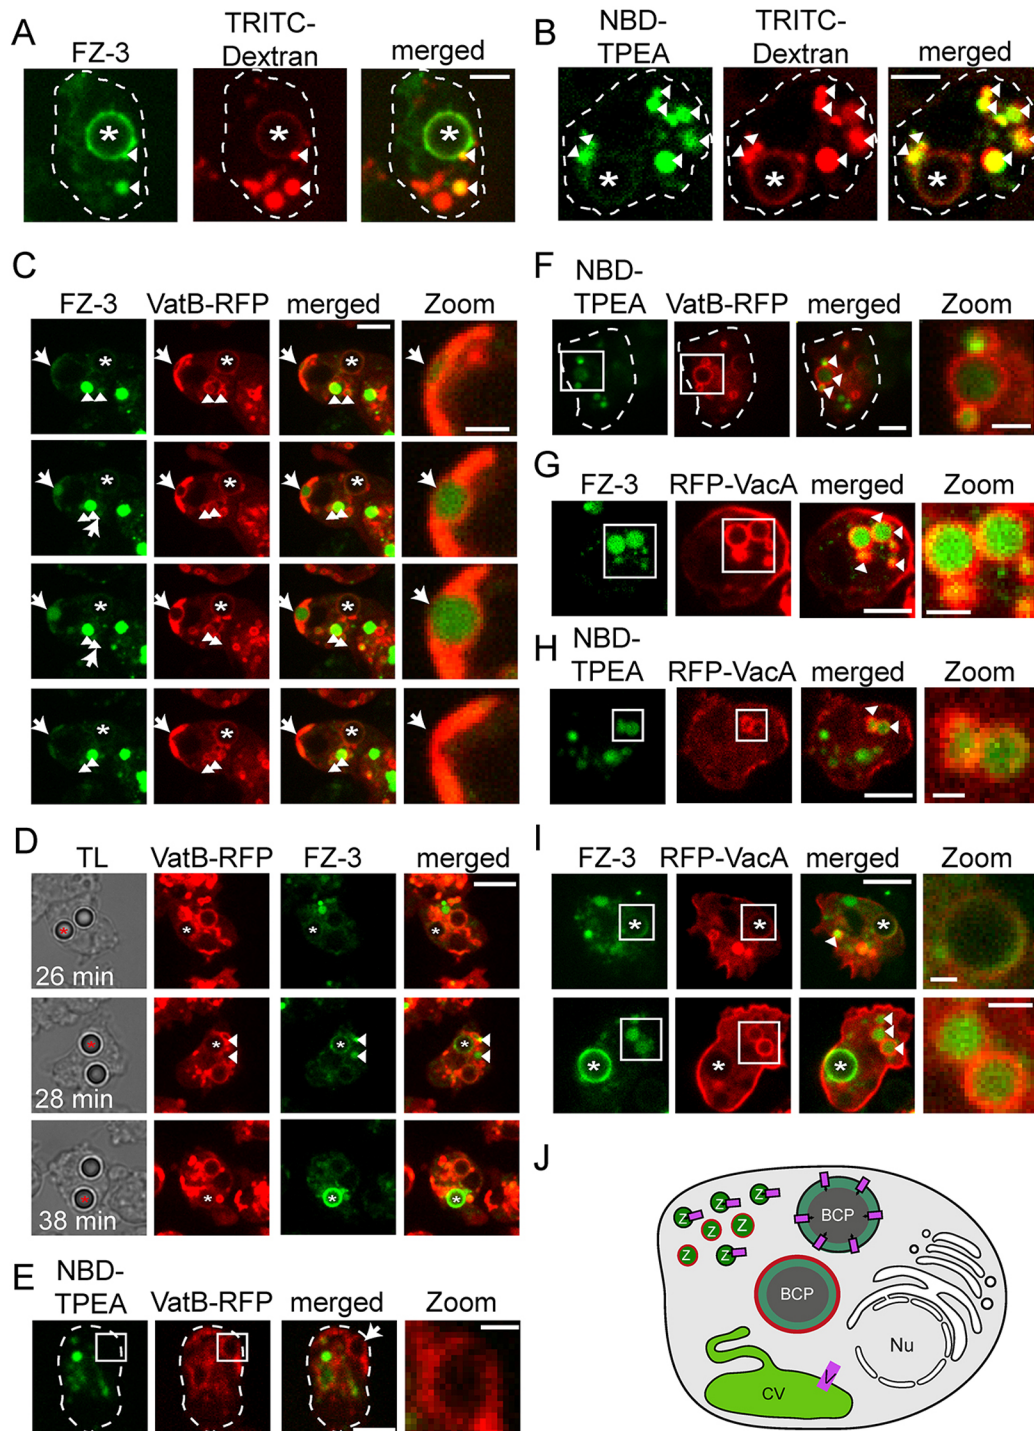 A
FZ-3
TRITC-
Dextran
merged
*
*
*
B
NBD-
TPEA
TRITC-
Dextran
merged
*
*
*
C
FZ-3
VatB-RFP
merged
Zoom
*
*
*
*
*
*
*
*
*
*
*
*
D
TL
VatB-RFP
FZ-3
merged
*
*
*
*
26 min
*
*
*
*
28 min
*
*
*
*
38 min
E
NBD-
TPEA
VatB-RFP
merged
Zoom
F
NBD-
TPEA
VatB-RFP
merged
Zoom
G
FZ-3
RFP-VacA
merged
Zoom
H
NBD-
TPEA
RFP-VacA
merged
Zoom
I
FZ-3
RFP-VacA
merged
Zoom
*
*
*
*
*
*
J
Z
Z
Z
Z
Z
Z
Z
BCP
BCP
Nu
CV
V